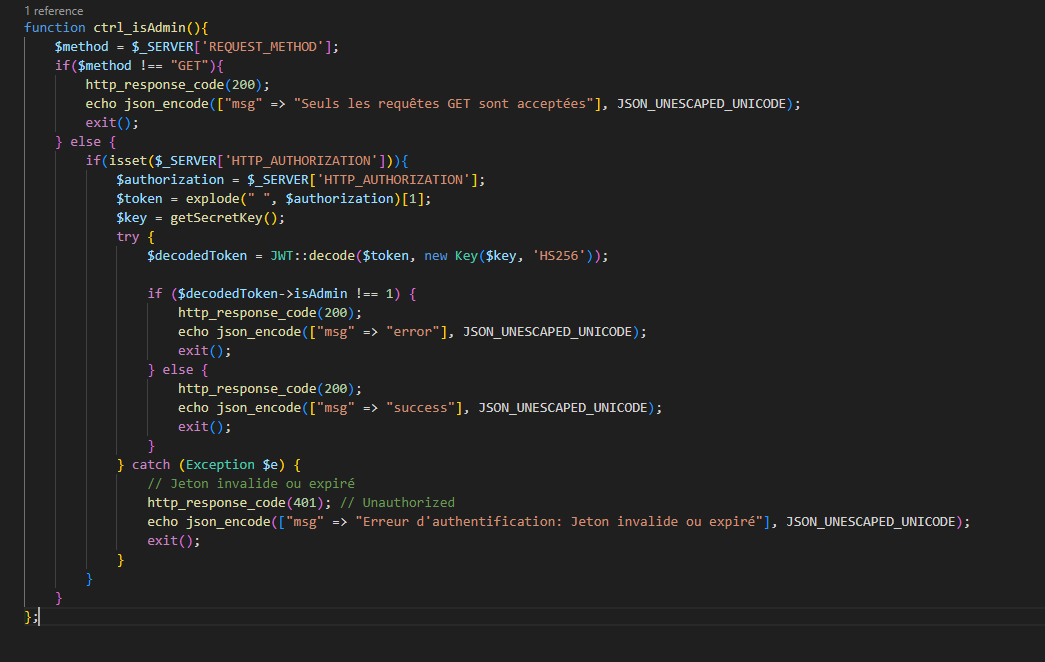 1 reference
function ctrl_isAdmin(){
$method = $_SERVER['REQUEST_METHOD'];
if($method !== "GET"){
http_response_code(200);
echo json_encode(["msg" => "Seuls les requêtes GET sont acceptées"], JSON_UNESCAPED_UNICODE);
exit();
} else {
if(isset($_SERVER['HTTP_AUTHORIZATION'])){
$authorization = $_SERVER['HTTP_AUTHORIZATION'];
$token = explode(" ", $authorization)[1];
$key = getSecretKey();
try {
$decodedToken = JWT::decode($token, new Key($key, 'HS256'));
if ($decodedToken->isAdmin !== 1) {
http_response_code(200);
echo json_encode(["msg" => "error"], JSON_UNESCAPED_UNICODE);
exit();
} else {
http_response_code(200);
echo json_encode(["msg" => "success"], JSON_UNESCAPED_UNICODE);
exit();
}
} catch (Exception $e) {
// Jeton invalide ou expiré
http_response_code(401); // Unauthorized
echo json_encode(["msg" => "Erreur d'authentification: Jeton invalide ou expiré"], JSON_UNESCAPED_UNICODE);
exit();
}
}
}
};